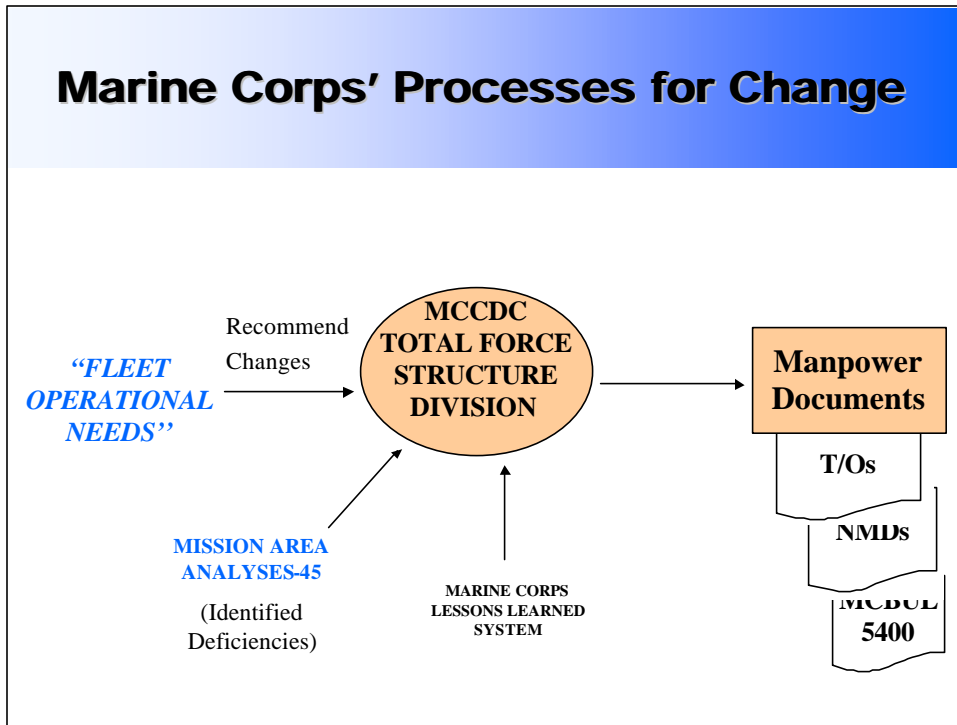 Marine Corps’ Processes for Change
“FLEET
OPERATIONAL
NEEDS’’
Recommend
Changes
MCCDC
TOTAL FORCE
STRUCTURE
DIVISION
Manpower
Documents
T/Os
NMDs
MCBUL
5400
MISSION AREA
ANALYSES-45
(Identified
Deficiencies)
MARINE CORPS
LESSONS LEARNED
SYSTEM